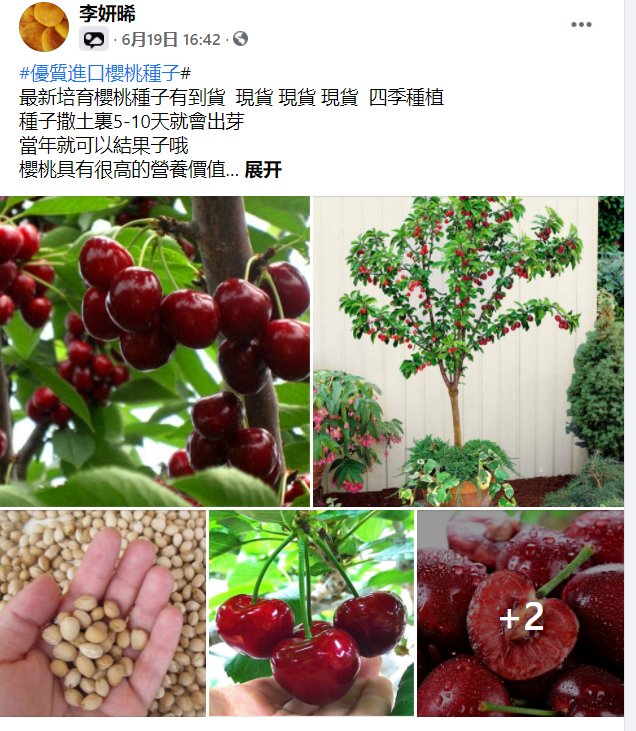 李妍晞
· 6月19日 16:42 ·
#優質進口櫻桃種子#
最新培育櫻桃種子有到貨 現貨 現貨 現貨 四季種植
種子撒土裏5-10天就會出芽
當年就可以結果子哦
櫻桃具有很高的營養價值... 展开
+2